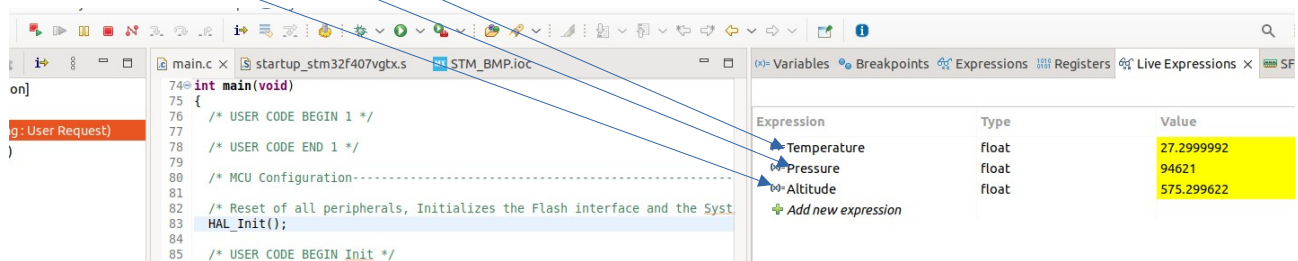 main.c startup_stm32f407vgtx.s STM_BMP.ioc
(x)= Variables Breakpoints Expressions Registers Live Expressions SF
on]
g : User Request)
)
74 int main(void)
75 {
76 /* USER CODE BEGIN 1 */
77
78 /* USER CODE END 1 */
79
80 /* MCU Configuration--------------------------------------------------------
81
82 /* Reset of all peripherals, Initializes the Flash interface and the Syst
83 HAL_Init();
84
85 /* USER CODE BEGIN Init */
Expression Type Value
Temperature float 27.2999992
Pressure float 94621
Altitude float 575.299622
Add new expression